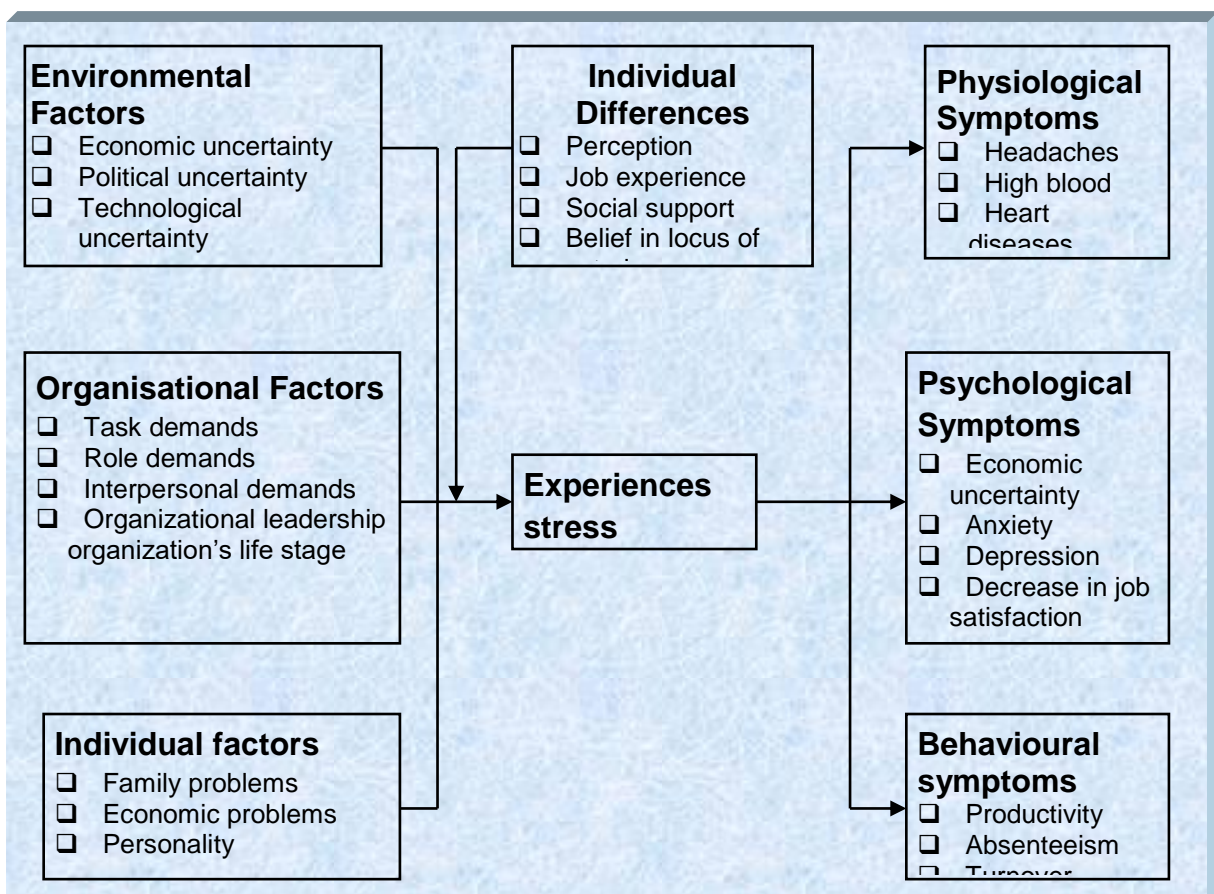 Environmental
Factors
❑ Economic uncertainty
❑ Political uncertainty
❑ Technological
uncertainty
Individual
Differences
❑ Perception
❑ Job experience
❑ Social support
❑ Belief in locus of
Physiological
Symptoms
❑ Headaches
❑ High blood
❑ Heart
diseases
Organisational Factors
❑ Task demands
❑ Role demands
❑ Interpersonal demands
❑ Organizational leadership
organization’s life stage
Experiences
stress
Psychological
Symptoms
❑ Economic
uncertainty
❑ Anxiety
❑ Depression
❑ Decrease in job
satisfaction
Individual factors
❑ Family problems
❑ Economic problems
❑ Personality
Behavioural
symptoms
❑ Productivity
❑ Absenteeism
❑ Turnover